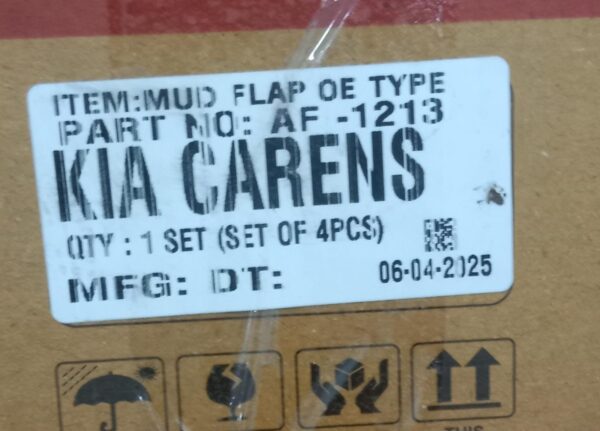 ITEM:MUD FLAP OE TYPE
PART NO: AF -1213
KIA CARENS
QTY : 1 SET (SET OF 4PCS)
MFG: DT: 06-04-2025
THIS